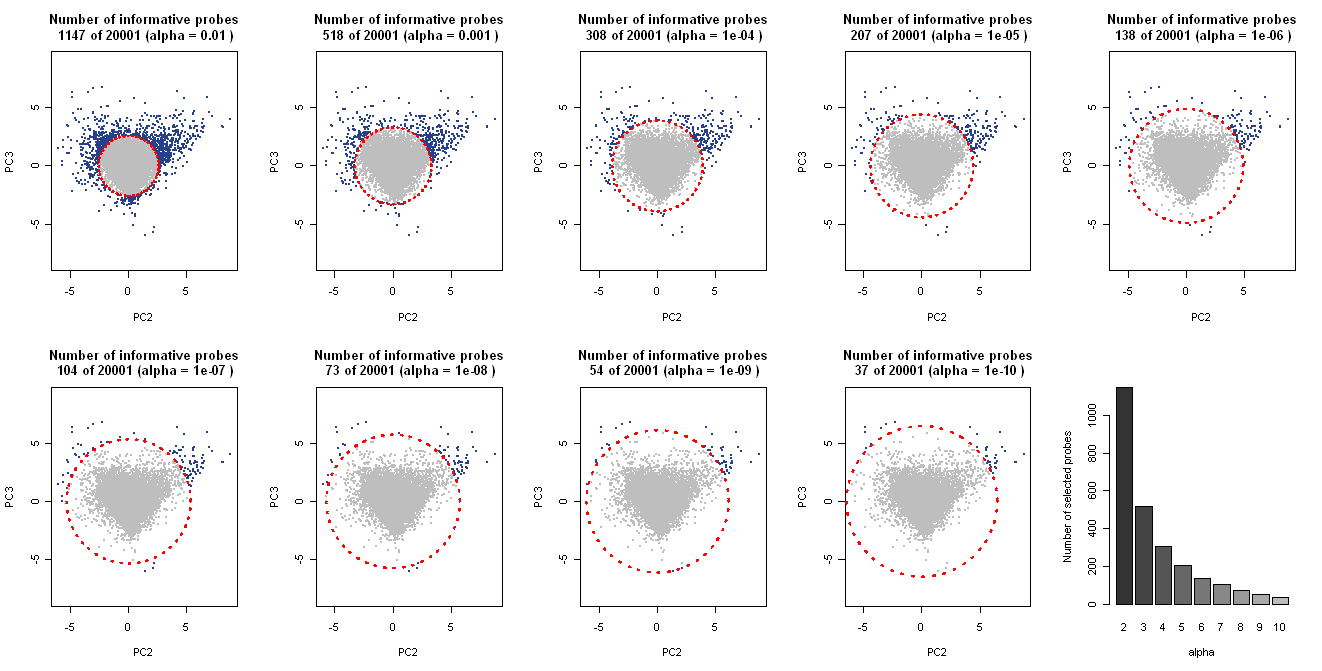 Number of informative probes
1147 of 20001 (alpha = 0.01 )
PC3
5
0
-5
-5 0 5
PC2
Number of informative probes
518 of 20001 (alpha = 0.001 )
PC3
5
0
-5
-5 0 5
PC2
Number of informative probes
308 of 20001 (alpha = 1e-04 )
PC3
5
0
-5
-5 0 5
PC2
Number of informative probes
207 of 20001 (alpha = 1e-05 )
PC3
5
0
-5
-5 0 5
PC2
Number of informative probes
138 of 20001 (alpha = 1e-06 )
PC3
5
0
-5
-5 0 5
PC2
Number of informative probes
104 of 20001 (alpha = 1e-07 )
PC3
5
0
-5
-5 0 5
PC2
Number of informative probes
73 of 20001 (alpha = 1e-08 )
PC3
5
0
-5
-5 0 5
PC2
Number of informative probes
54 of 20001 (alpha = 1e-09 )
PC3
5
0
-5
-5 0 5
PC2
Number of informative probes
37 of 20001 (alpha = 1e-10 )
PC3
5
0
-5
-5 0 5
PC2
Number of selected probes
1000
800
600
400
200
0
2 3 4 5 6 7 8 9 10
alpha